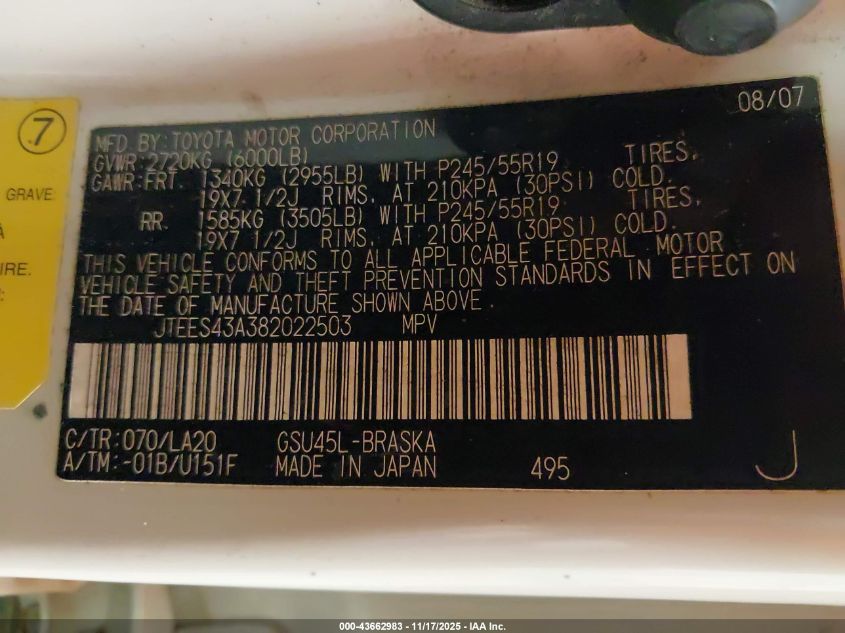 7
GRAVE
À
IRE.
08/07
MFD. BY: TOYOTA MOTOR CORPORATION
GVWR: 2720KG (6000LB)
GAWR: FRT. 1340KG (2955LB) WITH P245/55R19 TIRES,
19X7 1/2J RIMS, AT 210KPA (30PSI) COLD.
RR. 1585KG (3505LB) WITH P245/55R19 TIRES,
19X7 1/2J RIMS, AT 210KPA (30PSI) COLD.
THIS VEHICLE CONFORMS TO ALL APPLICABLE FEDERAL MOTOR
VEHICLE SAFETY AND THEFT PREVENTION STANDARDS IN EFFECT ON
THE DATE OF MANUFACTURE SHOWN ABOVE.
JTEES43A382022503 MPV
C/TR: 070/LA20 GSU45L-BRASKA
A/TM: -01B/U151F MADE IN JAPAN 495 J
000-43662983 - 11/17/2025 - IAA Inc.